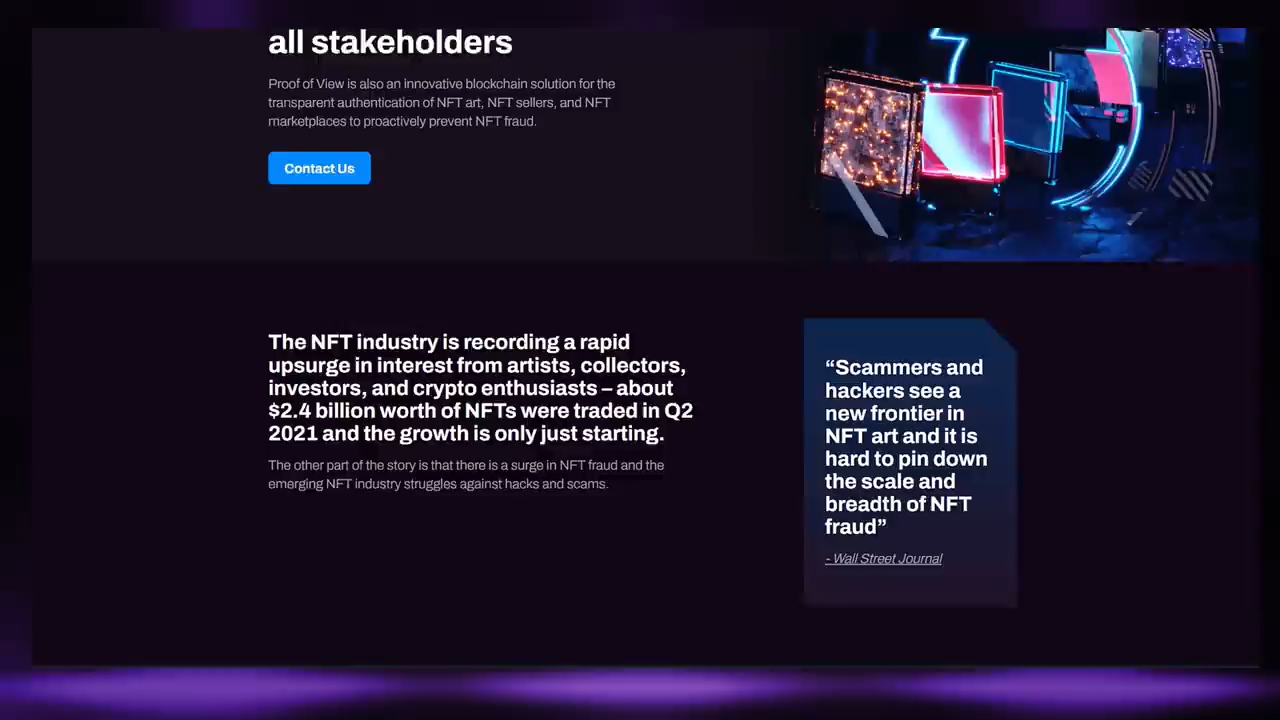 all stakeholders
Proof of View is also an innovative blockchain solution for the
transparent authentication of NFT art, NFT sellers, and NFT
marketplaces to proactively prevent NFT fraud.
Contact Us
The NFT industry is recording a rapid
upsurge in interest from artists, collectors,
investors, and crypto enthusiasts – about
$2.4 billion worth of NFTs were traded in Q2
2021 and the growth is only just starting.
The other part of the story is that there is a surge in NFT fraud and the
emerging NFT industry struggles against hacks and scams.
“Scammers and
hackers see a
new frontier in
NFT art and it is
hard to pin down
the scale and
breadth of NFT
fraud”
- Wall Street Journal